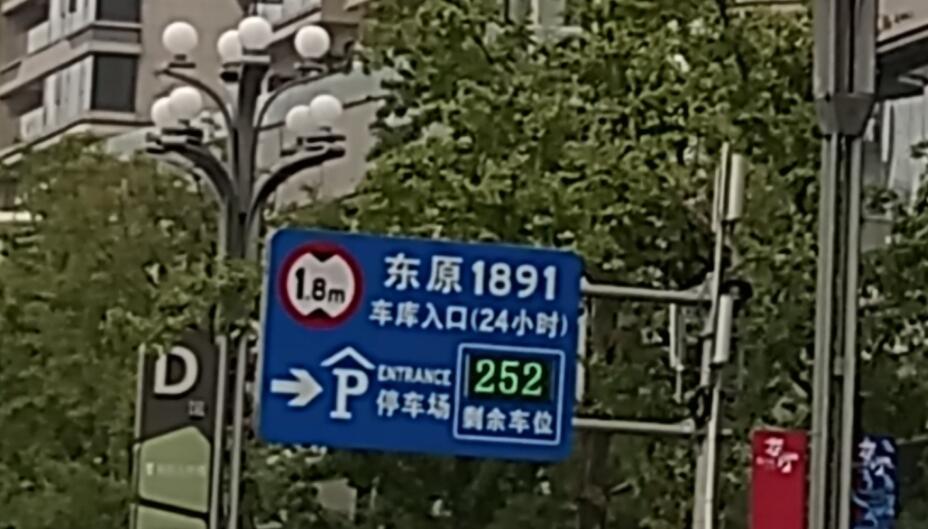 1.8m
东原1891
车库入口(24小时)
P
ENTRANCE
停车场
252
剩余车位
D
区